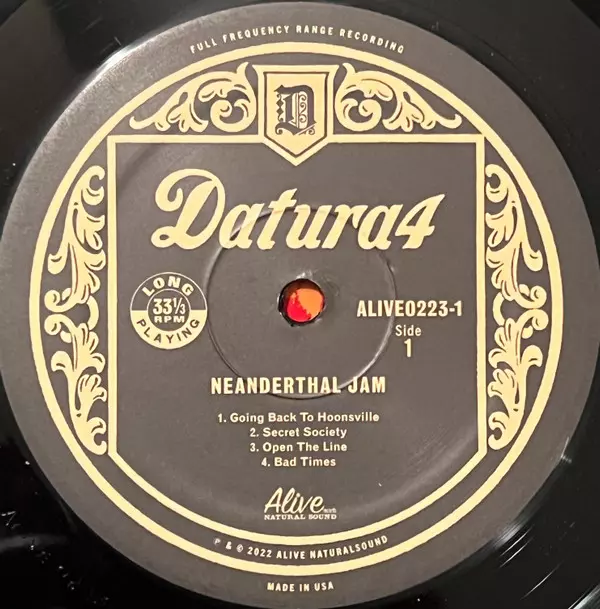 FULL FREQUENCY RANGE RECORDING
D
Datura4
LONG
33⅓
RPM
PLAYING
ALIVE0223-1
Side
1
NEANDERTHAL JAM
1. Going Back To Hoonsville
2. Secret Society
3. Open The Line
4. Bad Times
Alive
NATURAL SOUND
℗ & © 2022 ALIVE NATURALSOUND
MADE IN USA